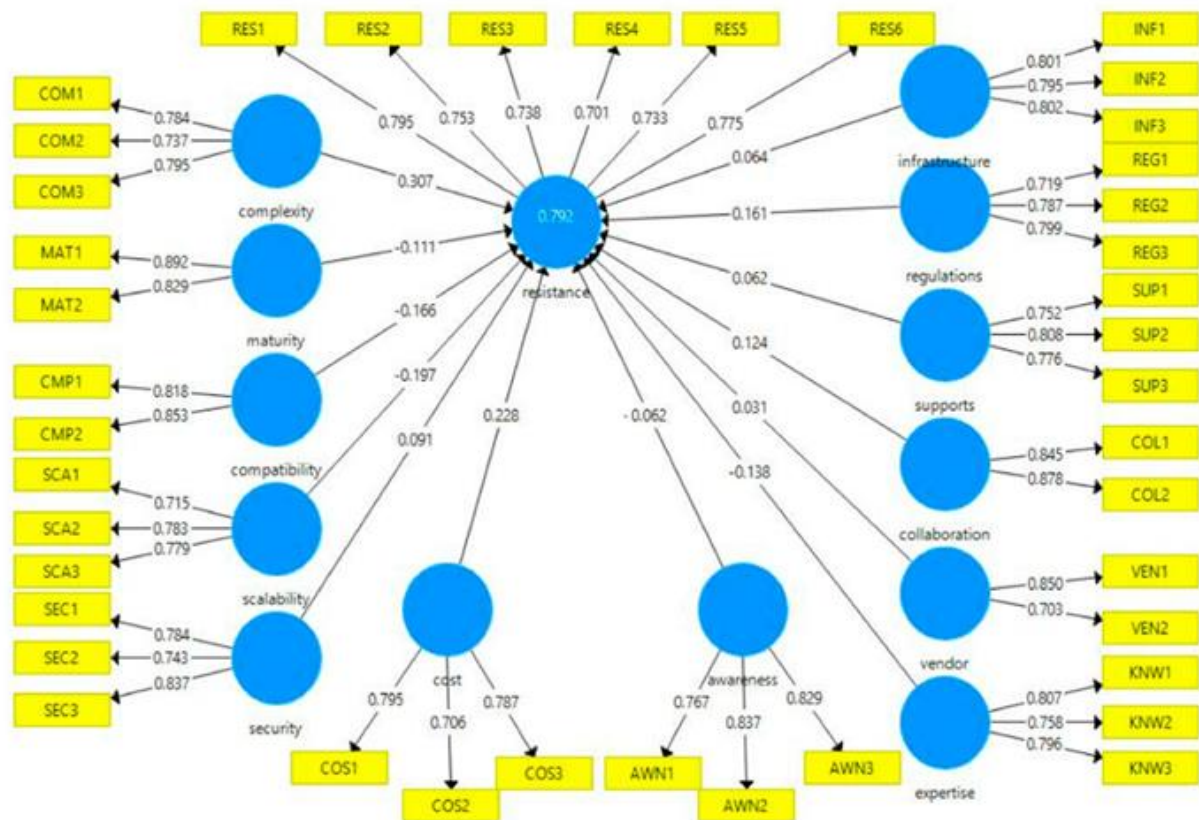 RES1
RES2
RES3
RES4
RES5
RES6
0.795
0.753
0.738
0.701
0.733
0.775
0.792
resistance
COM1
COM2
COM3
0.784
0.737
0.795
complexity
0.307
MAT1
MAT2
0.892
0.829
maturity
-0.111
CMP1
CMP2
0.818
0.853
compatibility
-0.166
SCA1
SCA2
SCA3
0.715
0.783
0.779
scalability
-0.197
SEC1
SEC2
SEC3
0.784
0.743
0.837
security
0.091
COS1
COS2
COS3
0.795
0.706
0.787
cost
0.228
AWN1
AWN2
AWN3
0.767
0.837
0.829
awareness
-0.062
INF1
INF2
INF3
0.801
0.795
0.802
infrastructure
0.064
REG1
REG2
REG3
0.719
0.787
0.799
regulations
0.161
SUP1
SUP2
SUP3
0.752
0.808
0.776
supports
0.062
COL1
COL2
0.845
0.878
collaboration
0.124
VEN1
VEN2
0.850
0.703
vendor
0.031
KNW1
KNW2
KNW3
0.807
0.758
0.796
expertise
-0.138